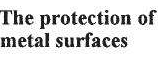 The protection of
metal surfaces